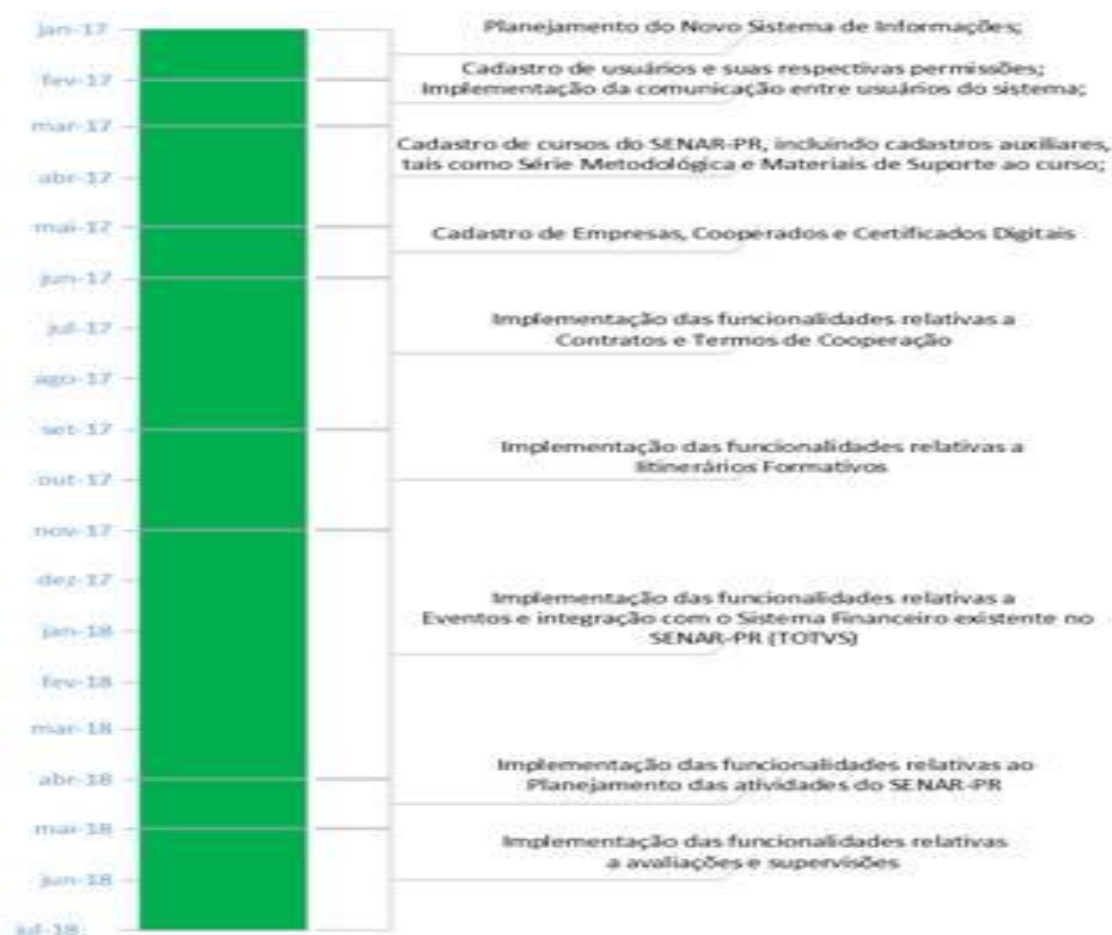 jan-17
Planejamento do Novo Sistema de Informações;
fev-17
Cadastro de usuários e suas respectivas permissões;
Implementação da comunicação entre usuários do sistema;
mar-17
Cadastro de cursos do SENAR-PR, incluindo cadastros auxiliares,
tais como Série Metodológica e Materiais de Suporte ao curso;
abr-17
mai-17
Cadastro de Empresas, Cooperados e Certificados Digitais
jun-17
jul-17
Implementação das funcionalidades relativas a
Contratos e Termos de Cooperação
ago-17
set-17
Implementação das funcionalidades relativas a
Iitinerários Formativos
out-17
nov-17
dez-17
Implementação das funcionalidades relativas a
Eventos e integração com o Sistema Financeiro existente no
SENAR-PR (TOTVS)
jan-18
fev-18
mar-18
abr-18
Implementação das funcionalidades relativas ao
Planejamento das atividades do SENAR-PR
mai-18
Implementação das funcionalidades relativas
a avaliações e supervisões
jun-18
jul-18